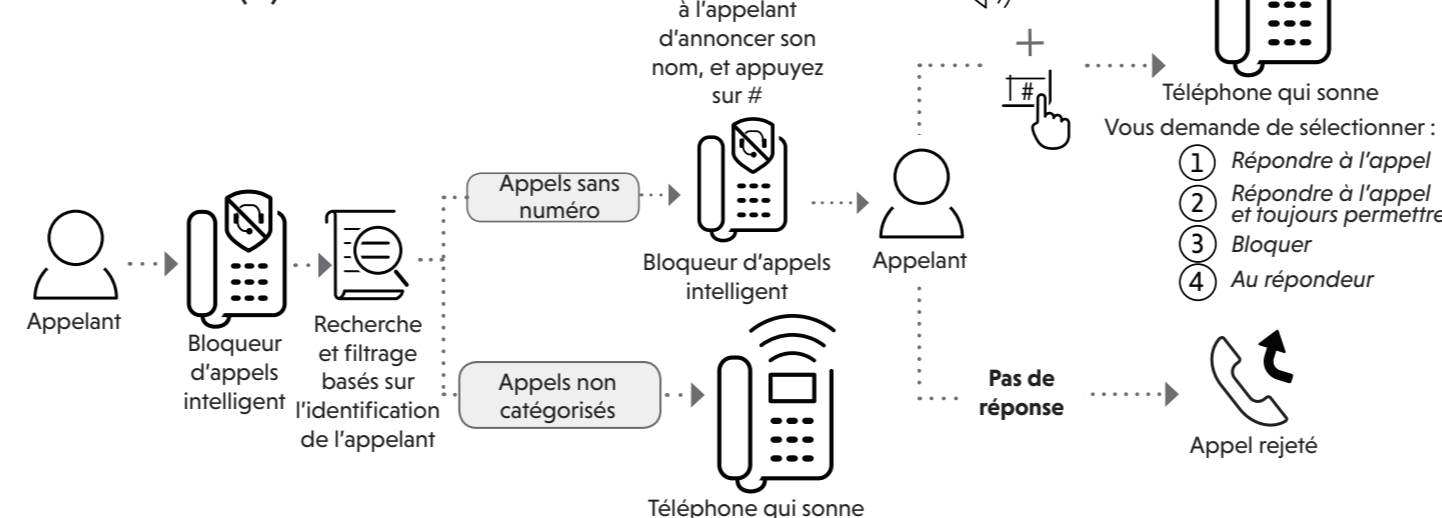 à l'appelant
d'annoncer son
nom, et appuyez
sur #
#
Téléphone qui sonne
Vous demande de sélectionner :
1 Répondre à l'appel
2 Répondre à l'appel
et toujours permettre
3 Bloquer
4 Au répondeur
Appels sans
numéro
Bloqueur d'appels
intelligent
Appelant
Appelant
Bloqueur
d'appels
intelligent
Recherche
et filtrage
basés sur
l'identification
de l'appelant
Appels non
catégorisés
Téléphone qui sonne
Pas de
réponse
Appel rejeté